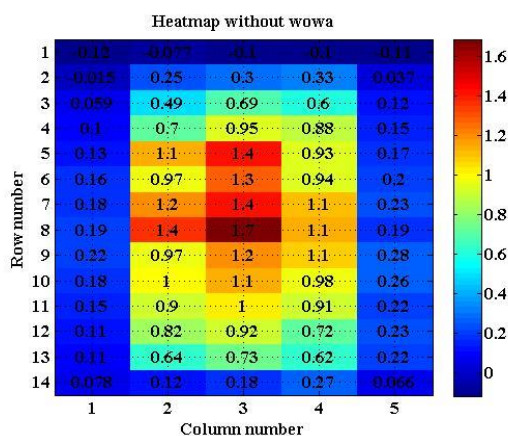 Heatmap without wowa
1 -0.12 -0.077 -0.1 -0.1 -0.11 1.6
2 -0.015 0.25 0.3 0.33 0.037
3 0.059 0.49 0.69 0.6 0.12 1.4
4 0.1 0.7 0.95 0.88 0.15
5 0.13 1.1 1.4 0.93 0.17 1.2
6 0.16 0.97 1.3 0.94 0.2
7 0.18 1.2 1.4 1.1 0.23 1
8 0.19 1.4 1.7 1.1 0.19 0.8
9 0.22 0.97 1.2 1.1 0.28
10 0.18 1 1.1 0.98 0.26 0.6
11 0.15 0.9 1 0.91 0.22 0.4
12 0.11 0.82 0.92 0.72 0.23
13 0.11 0.64 0.73 0.62 0.22 0.2
14 0.078 0.12 0.18 0.27 0.066 0
1 2 3 4 5
Column number
Row number